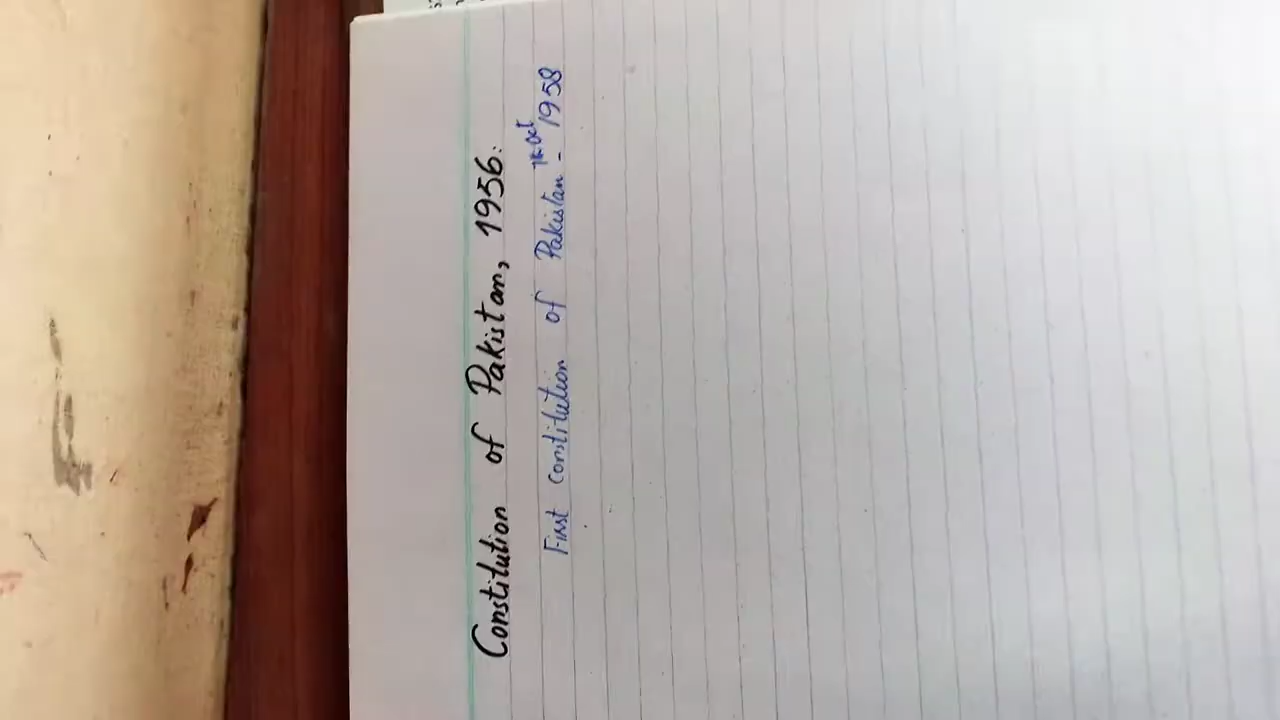 Constitution of Pakistan, 1956:
7th Oct
First constitution of Pakistan - 1958